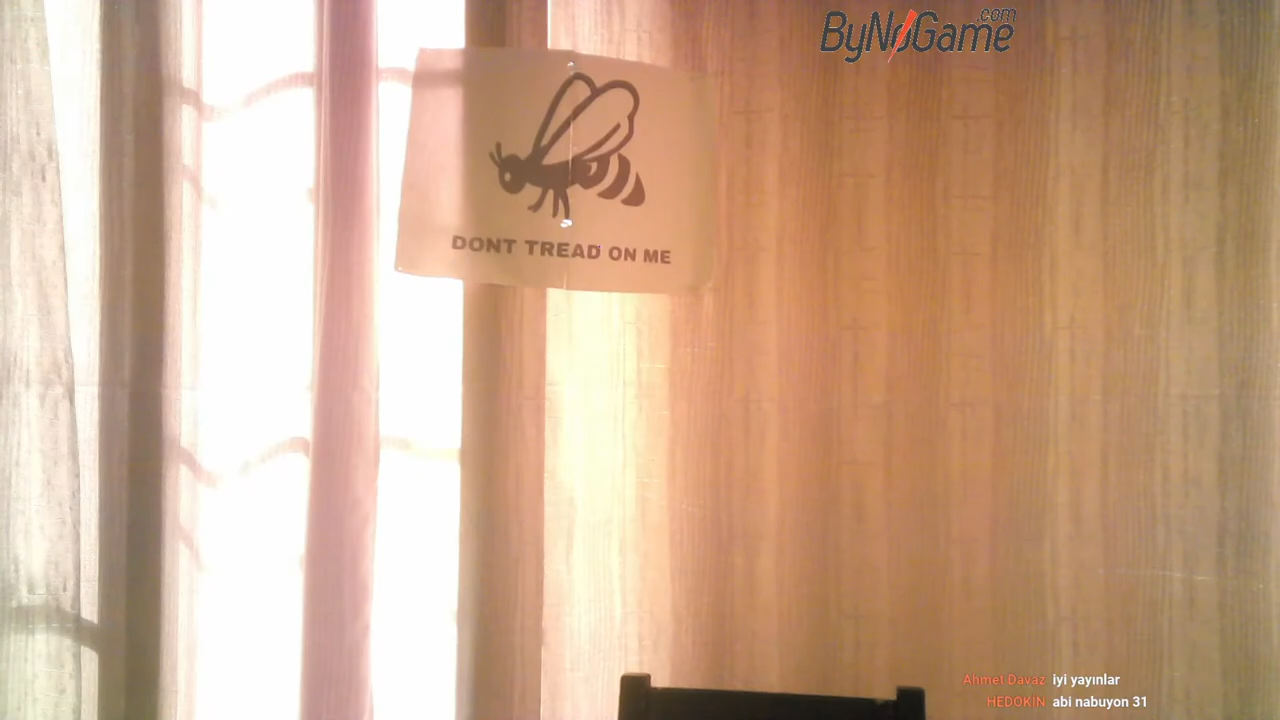 ByNoGame
.com
DONT TREAD ON ME
Ahmet Davaz iyi yayınlar
HEDOKIN abi nabuyon 31